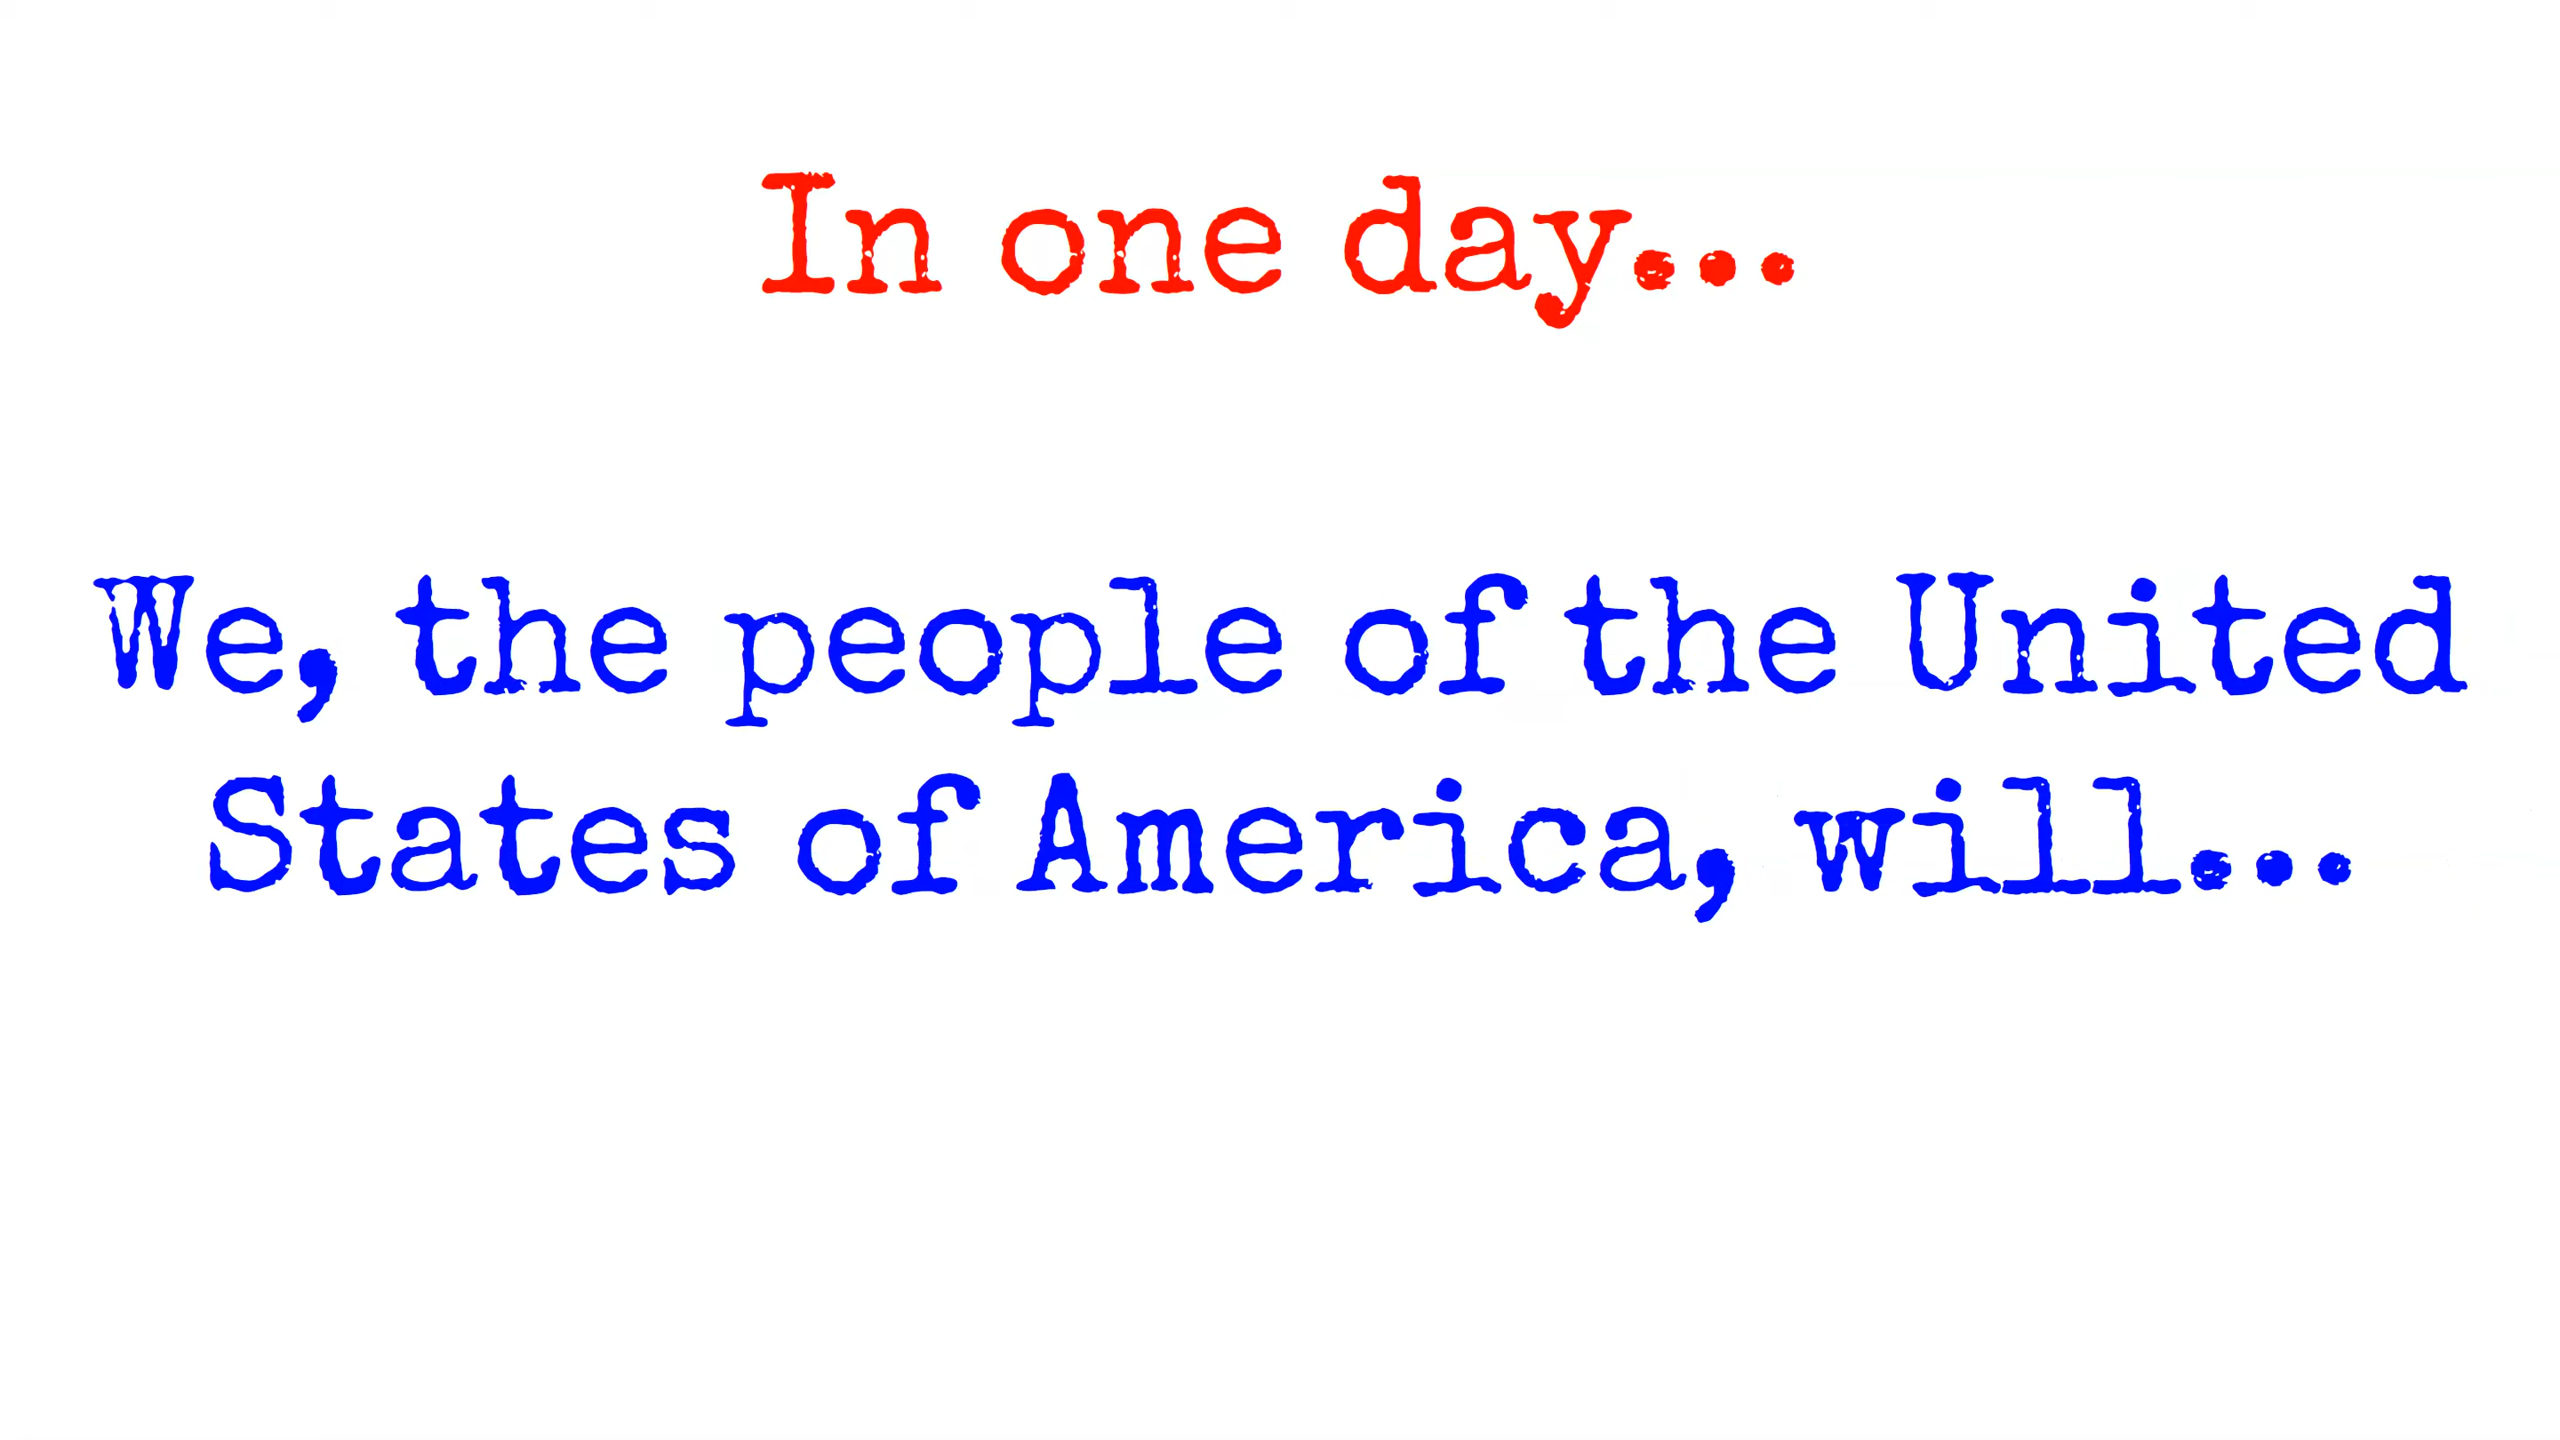 In one day...
We, the people of the United
States of America, will...